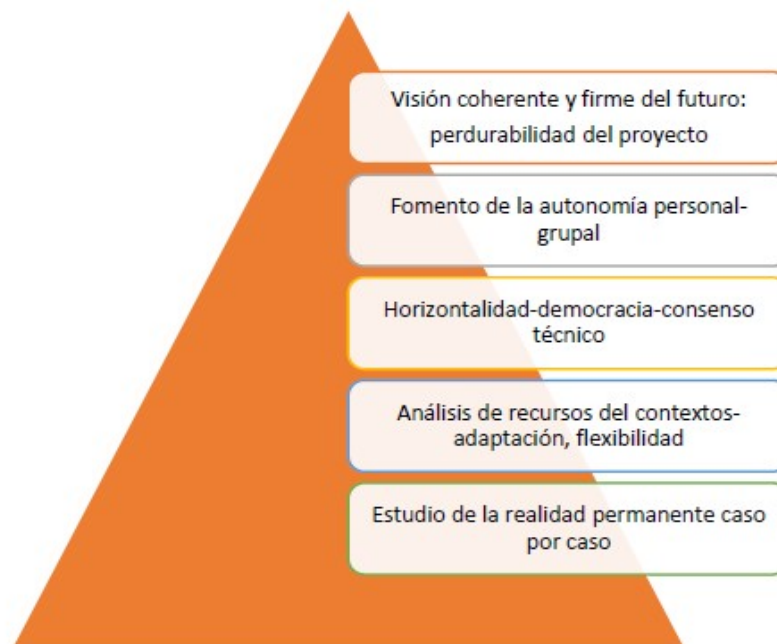 Visión coherente y firme del futuro:
perdurabilidad del proyecto
Fomento de la autonomía personal-
grupal
Horizontalidad-democracia-consenso
técnico
Análisis de recursos del contextos-
adaptación, flexibilidad
Estudio de la realidad permanente caso
por caso